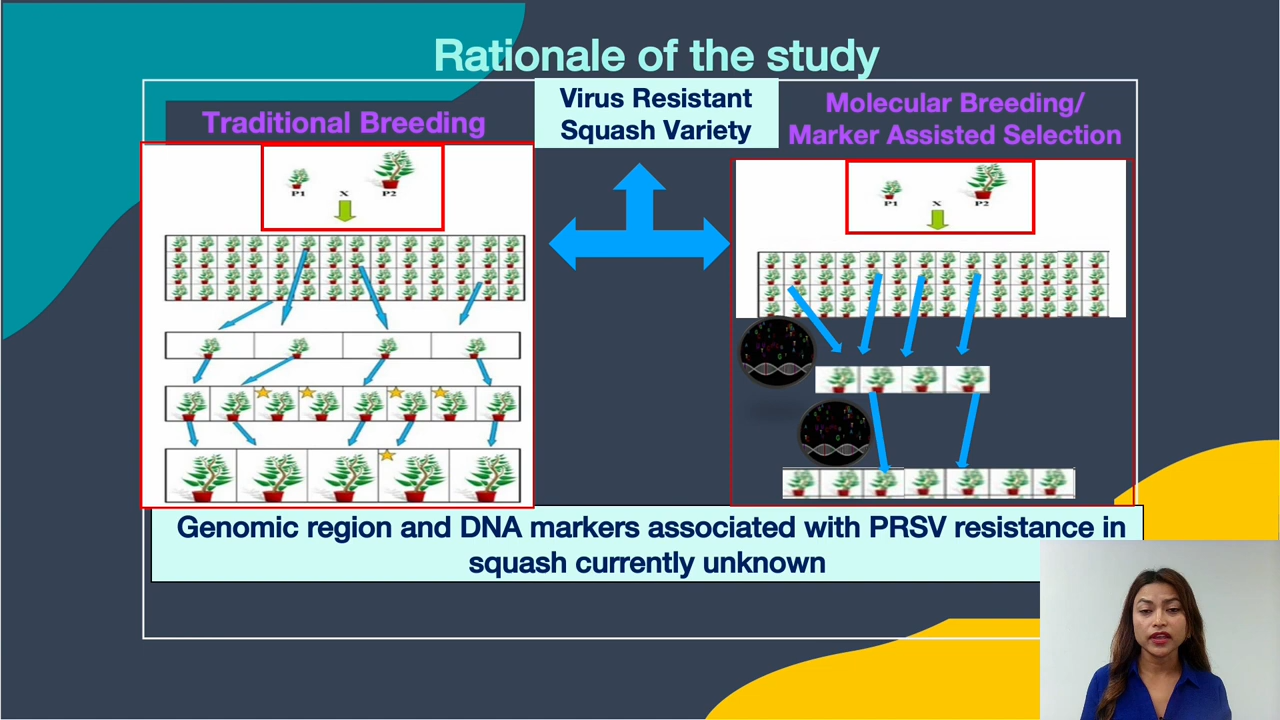 Rationale of the study
Traditional Breeding
Virus Resistant
Squash Variety
Molecular Breeding/
Marker Assisted Selection
P1 X P2
P1 X P2
Genomic region and DNA markers associated with PRSV resistance in
squash currently unknown